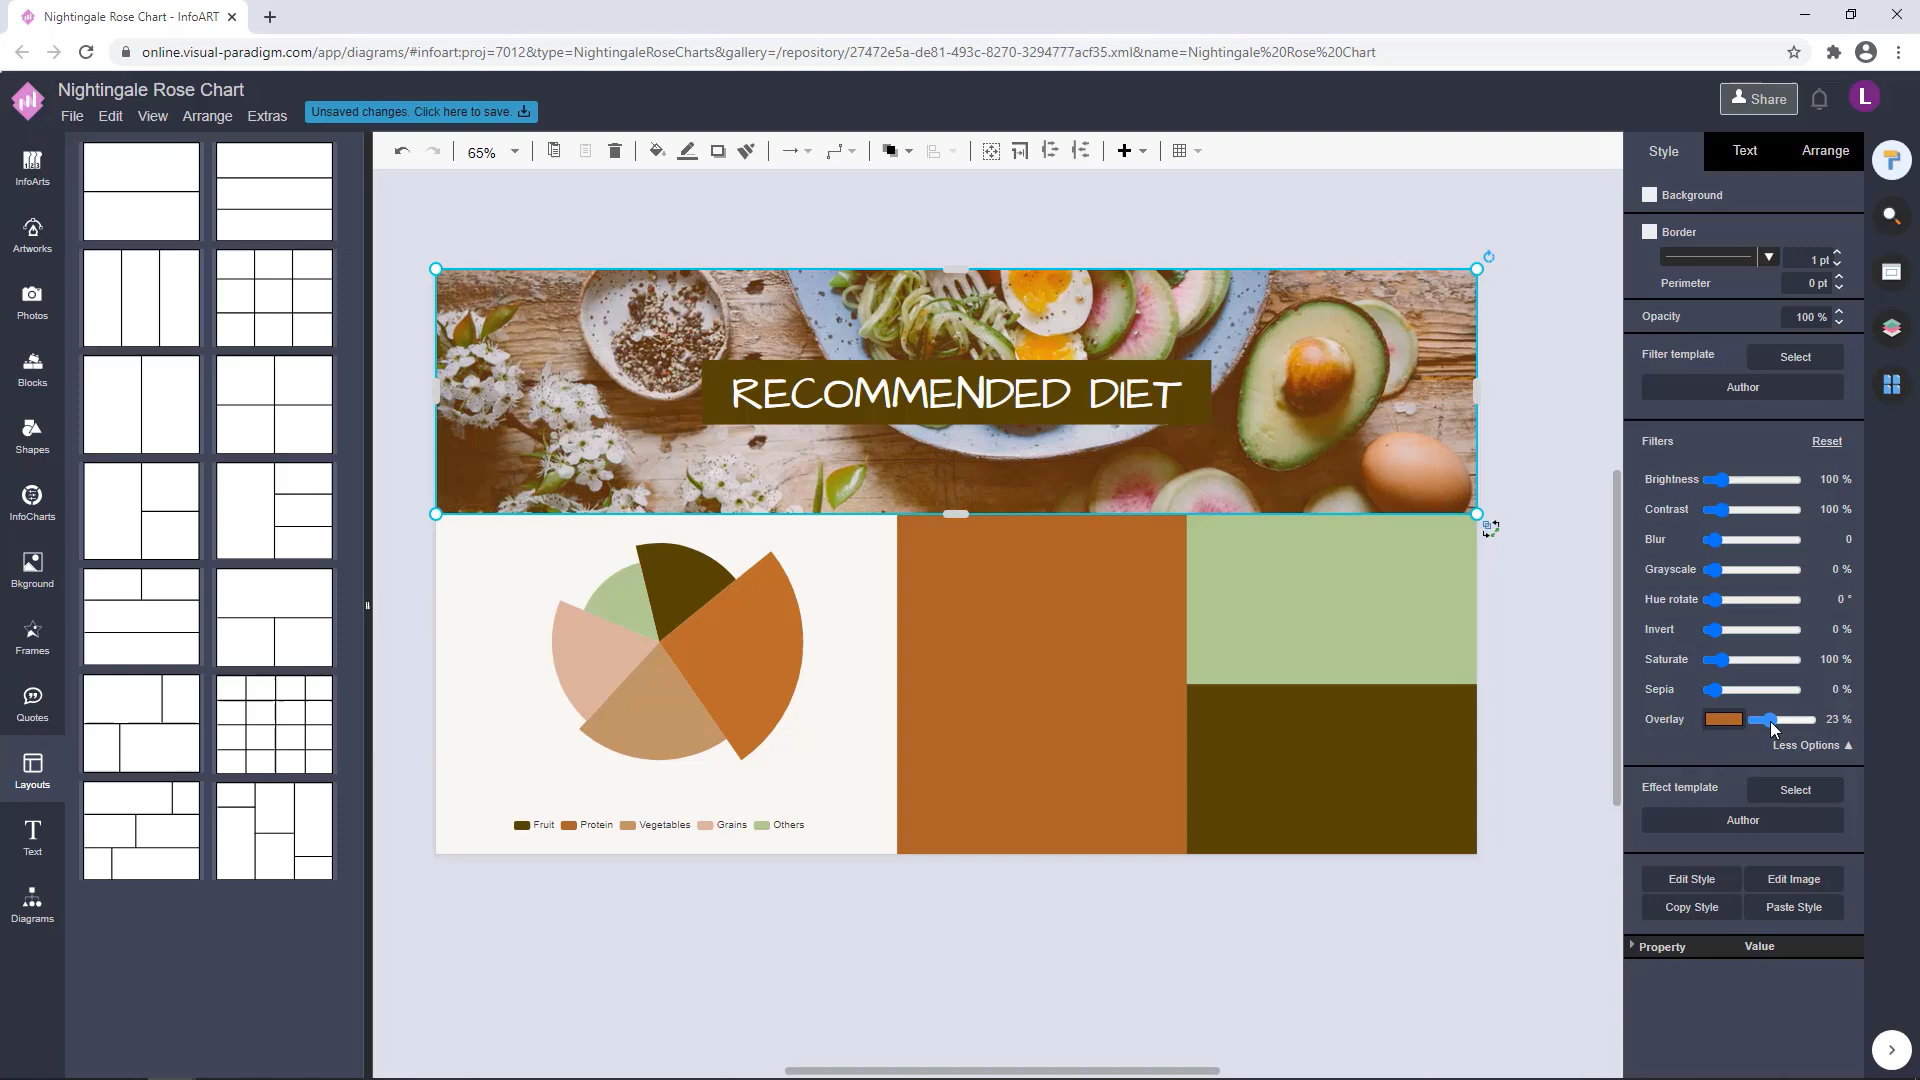 Nightingale Rose Chart - InfoART
online.visual-paradigm.com/app/diagrams/#infoart:proj=7012&type=NightingaleRoseCharts&gallery=/repository/27472e5a-de81-493c-8270-3294777acf35.xml&name=Nightingale%20Rose%20Chart
Nightingale Rose Chart
File Edit View Arrange Extras
Unsaved changes. Click here to save.
Share
L
65%
InfoArts
Artworks
Photos
Blocks
Shapes
InfoCharts
Bkground
Frames
Quotes
Layouts
Text
Diagrams
RECOMMENDED DIET
Fruit Protein Vegetables Grains Others
Style Text Arrange
Background
Border
1 pt
Perimeter 0 pt
Opacity 100 %
Filter template Select
Author
Filters Reset
Brightness 100 %
Contrast 100 %
Blur 0
Grayscale 0 %
Hue rotate 0 °
Invert 0 %
Saturate 100 %
Sepia 0 %
Overlay 23 %
Less Options ▲
Effect template Select
Author
Edit Style Edit Image
Copy Style Paste Style
Property Value